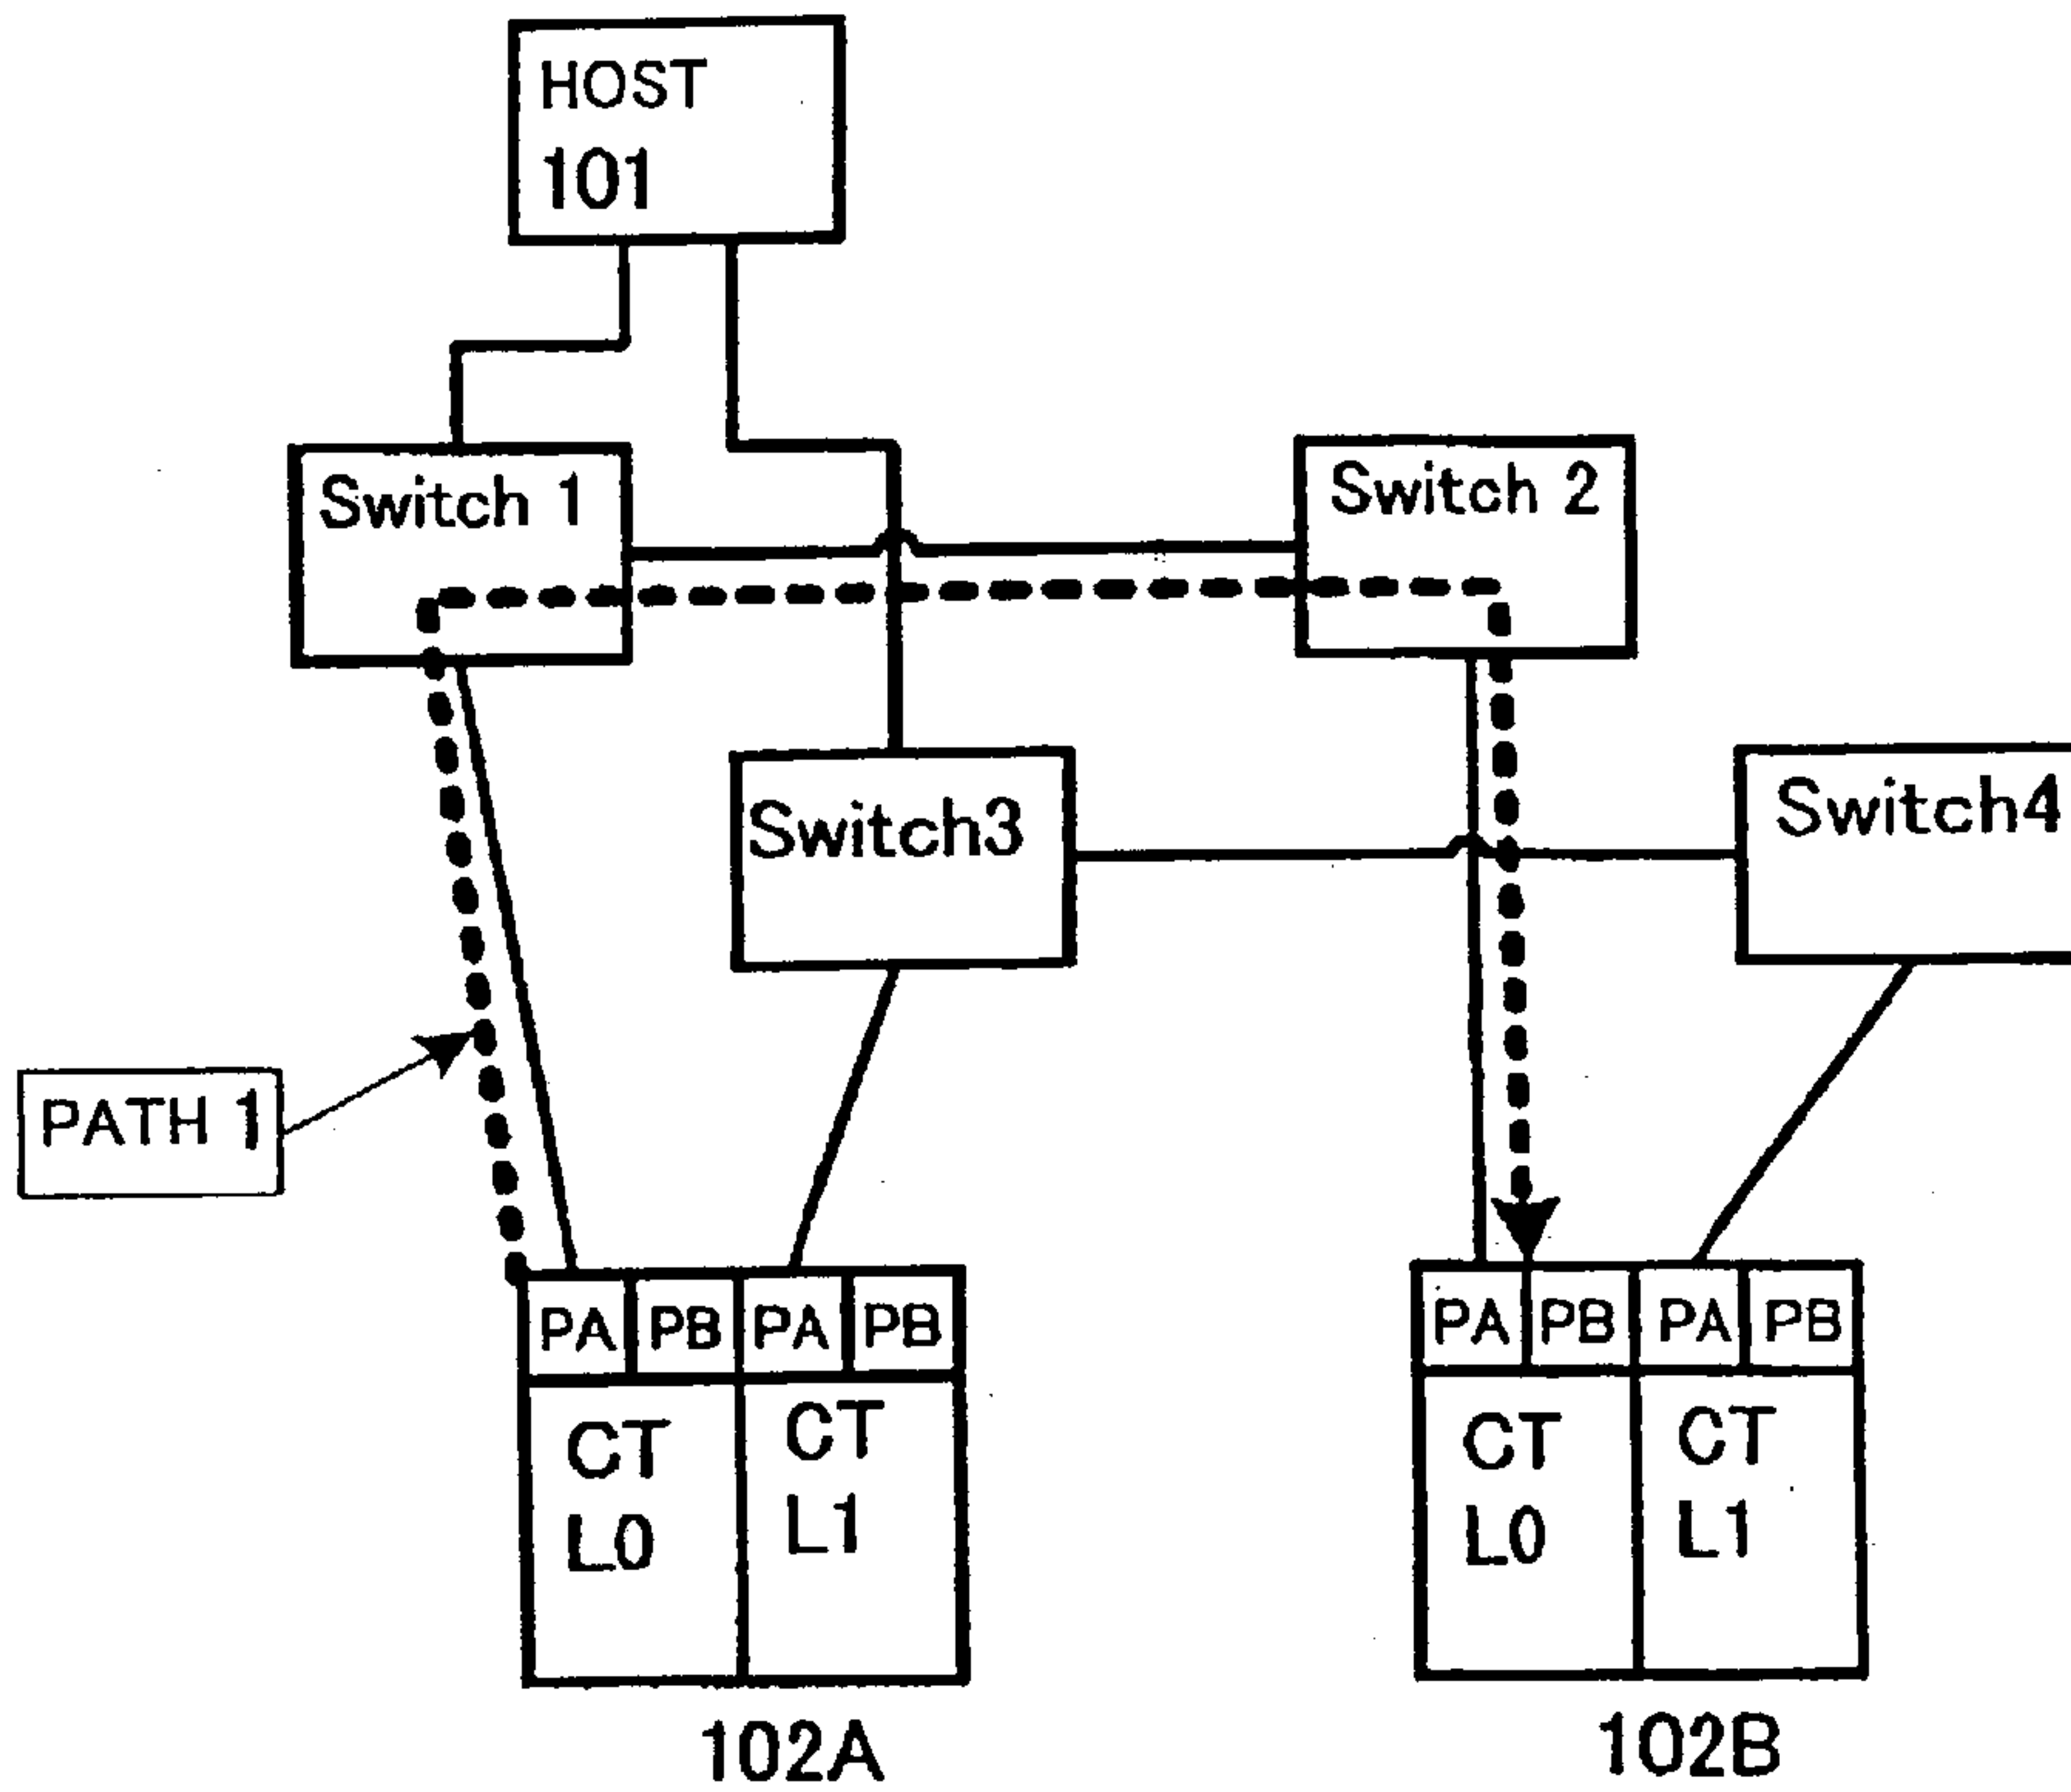 HOST
101
Switch 1
Switch 2
Switch3
Switch4
PATH 1
PA PB PA PB
CT
L0
CT
L1
102A
PA PB PA PB
CT
L0
CT
L1
102B